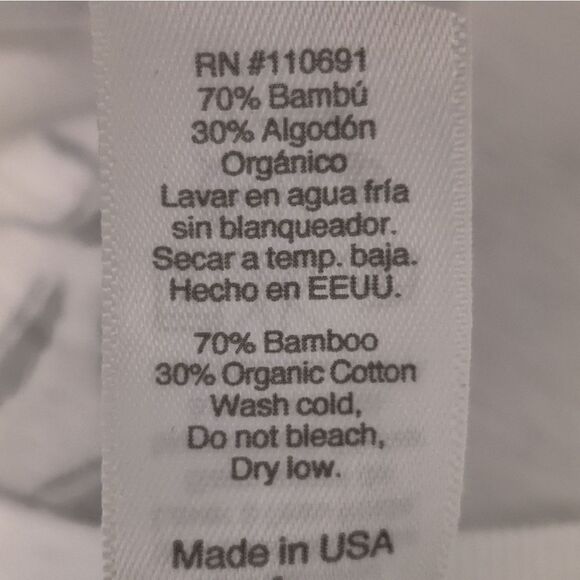 RN #110691
70% Bambú
30% Algodón
Orgánico
Lavar en agua fría
sin blanqueador.
Secar a temp. baja.
Hecho en EEUU.
70% Bamboo
30% Organic Cotton
Wash cold,
Do not bleach,
Dry low.
Made in USA